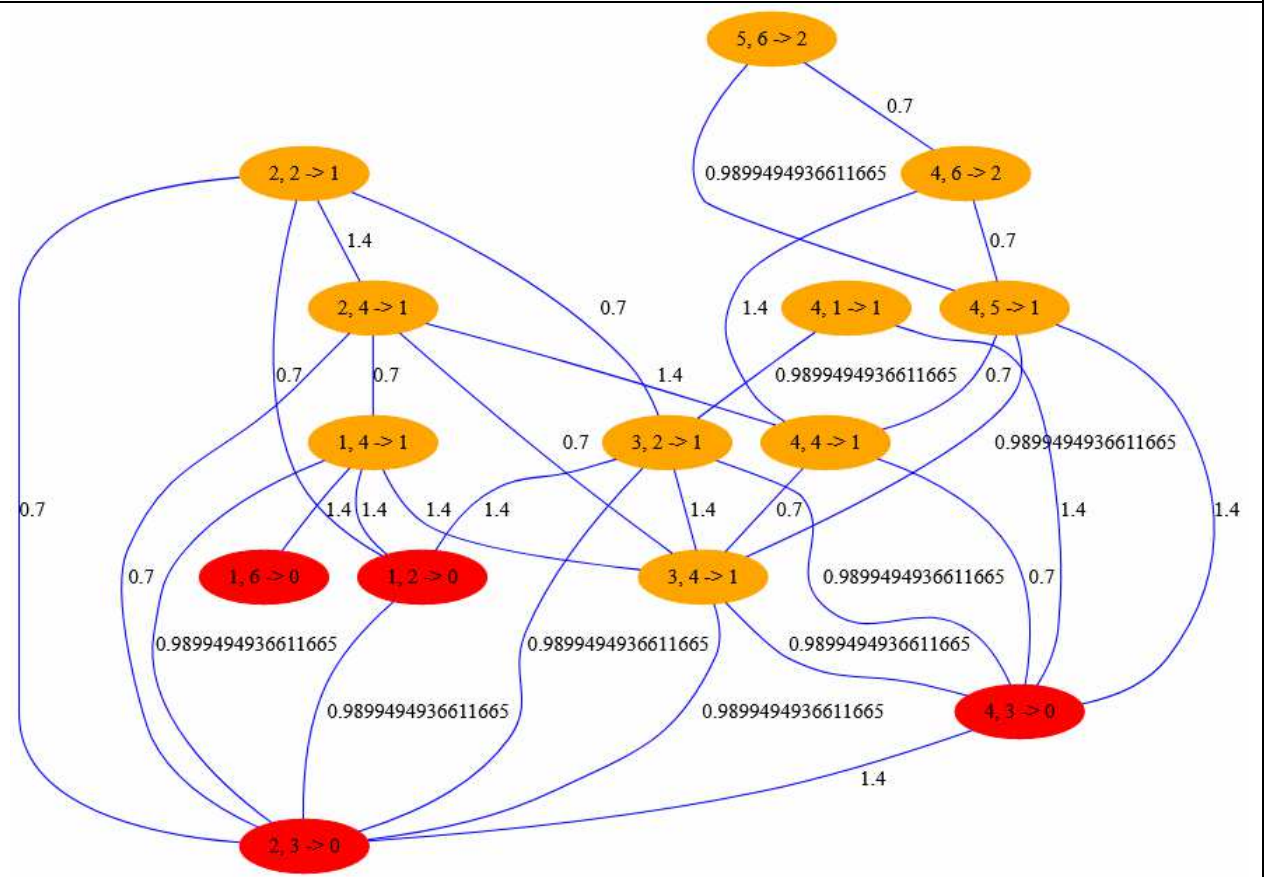 5, 6 -> 2
0.7
2, 2 -> 1
0.9899494936611665
4, 6 -> 2
1.4
0.7
2, 4 -> 1
0.7
1.4
4, 1 -> 1
4, 5 -> 1
0.7
0.7
1.4
0.9899494936611665
0.7
1, 4 -> 1
0.7
3, 2 -> 1
4, 4 -> 1
0.9899494936611665
0.7
1.4
1.4
1.4
1.4
1.4
0.7
1.4
1.4
0.7
1, 6 -> 0
1, 2 -> 0
3, 4 -> 1
0.9899494936611665
0.7
0.9899494936611665
0.9899494936611665
0.9899494936611665
0.9899494936611665
0.9899494936611665
4, 3 -> 0
1.4
2, 3 -> 0